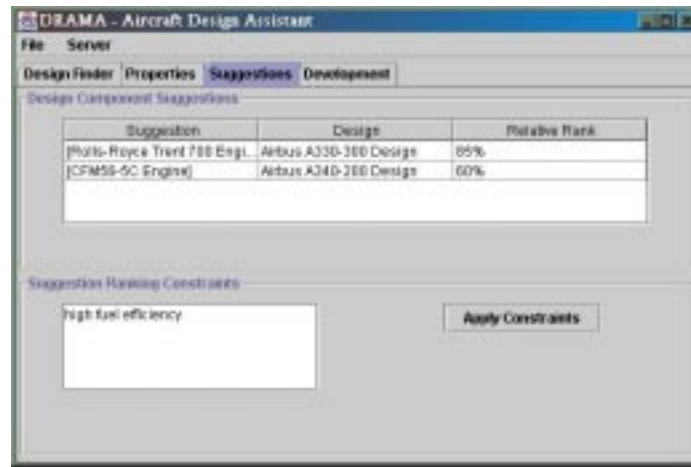 DRAMA - Aircraft Design Assistant
File Server
Design Finder Properties Suggestions Development
Design Component Suggestions
Suggestion Design Relative Rank
[Rolls-Royce Trent 700 Engi... Airbus A330-300 Design 85%
[CFM56-5C Engine] Airbus A340-200 Design 60%
Suggestion Ranking Constraints
high fuel efficiency
Apply Constraints